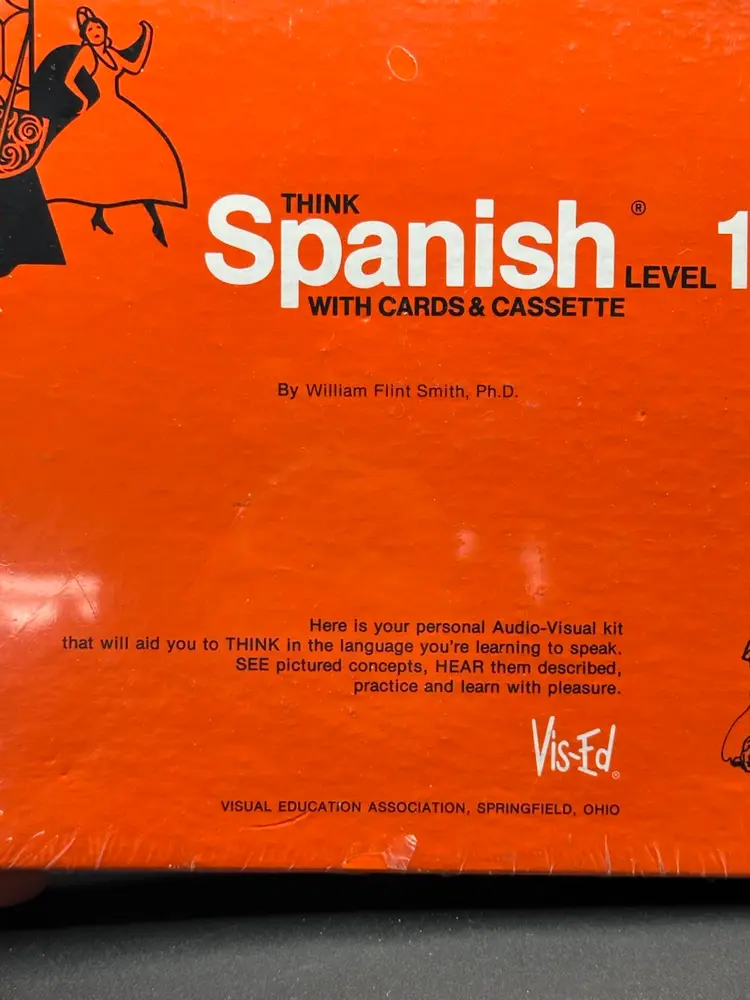 THINK
Spanish®
LEVEL 1
WITH CARDS & CASSETTE
By William Flint Smith, Ph.D.
Here is your personal Audio-Visual kit
that will aid you to THINK in the language you're learning to speak.
SEE pictured concepts, HEAR them described,
practice and learn with pleasure.
Vis-Ed®
VISUAL EDUCATION ASSOCIATION, SPRINGFIELD, OHIO